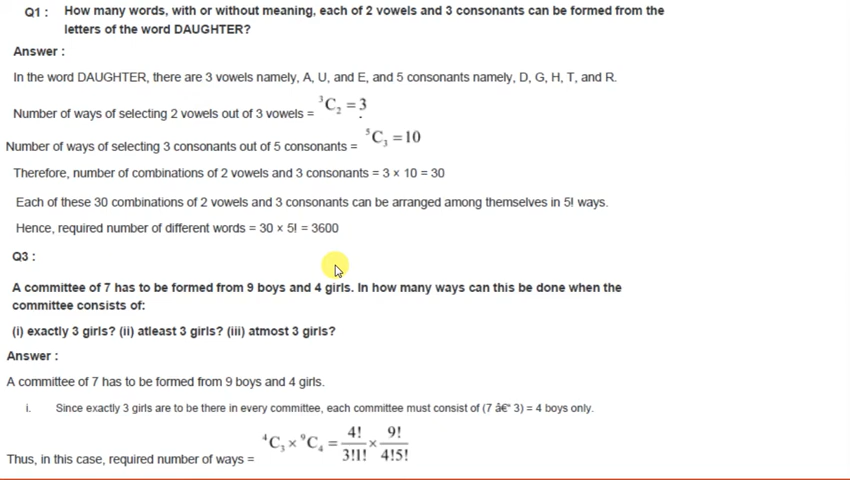 Q1 : How many words, with or without meaning, each of 2 vowels and 3 consonants can be formed from the
letters of the word DAUGHTER?
Answer :
In the word DAUGHTER, there are 3 vowels namely, A, U, and E, and 5 consonants namely, D, G, H, T, and R.
Number of ways of selecting 2 vowels out of 3 vowels = ³C₂ = 3.
Number of ways of selecting 3 consonants out of 5 consonants = ⁵C₃ = 10
Therefore, number of combinations of 2 vowels and 3 consonants = 3 × 10 = 30
Each of these 30 combinations of 2 vowels and 3 consonants can be arranged among themselves in 5! ways.
Hence, required number of different words = 30 × 5! = 3600
Q3 :
A committee of 7 has to be formed from 9 boys and 4 girls. In how many ways can this be done when the
committee consists of:
(i) exactly 3 girls? (ii) atleast 3 girls? (iii) atmost 3 girls?
Answer :
A committee of 7 has to be formed from 9 boys and 4 girls.
i. Since exactly 3 girls are to be there in every committee, each committee must consist of (7 â€“ 3) = 4 boys only.
Thus, in this case, required number of ways = ⁴C₃ × ⁹C₄ = 4!/3!1! × 9!/4!5!